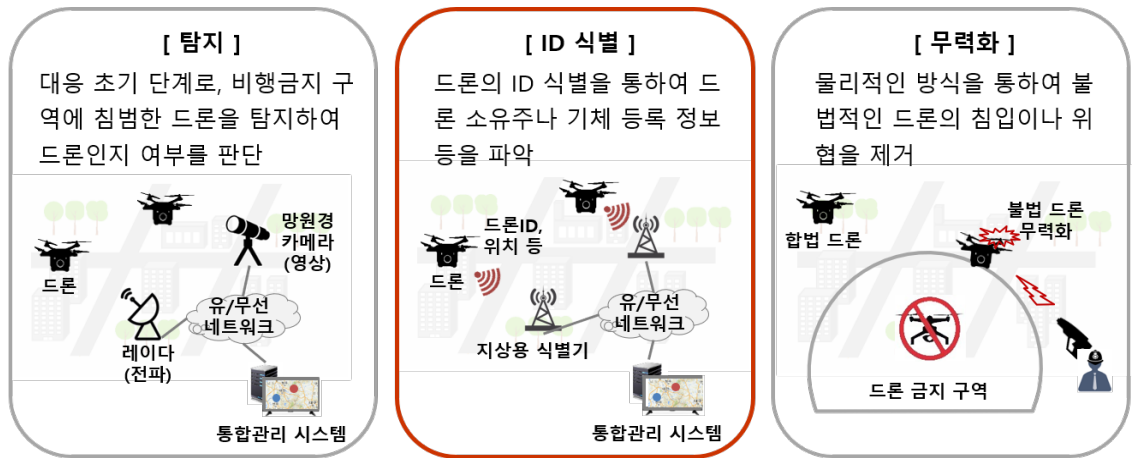 [ 탐지 ]
대응 초기 단계로, 비행금지 구
역에 침범한 드론을 탐지하여
드론인지 여부를 판단
망원경
카메라
(영상)
드론
유/무선
네트워크
레이다
(전파)
통합관리 시스템
[ ID 식별 ]
드론의 ID 식별을 통하여 드
론 소유주나 기체 등록 정보
등을 파악
드론ID,
위치 등
드론
유/무선
네트워크
지상용 식별기
통합관리 시스템
[ 무력화 ]
물리적인 방식을 통하여 불
법적인 드론의 침입이나 위
협을 제거
합법 드론
불법 드론
무력화
드론 금지 구역